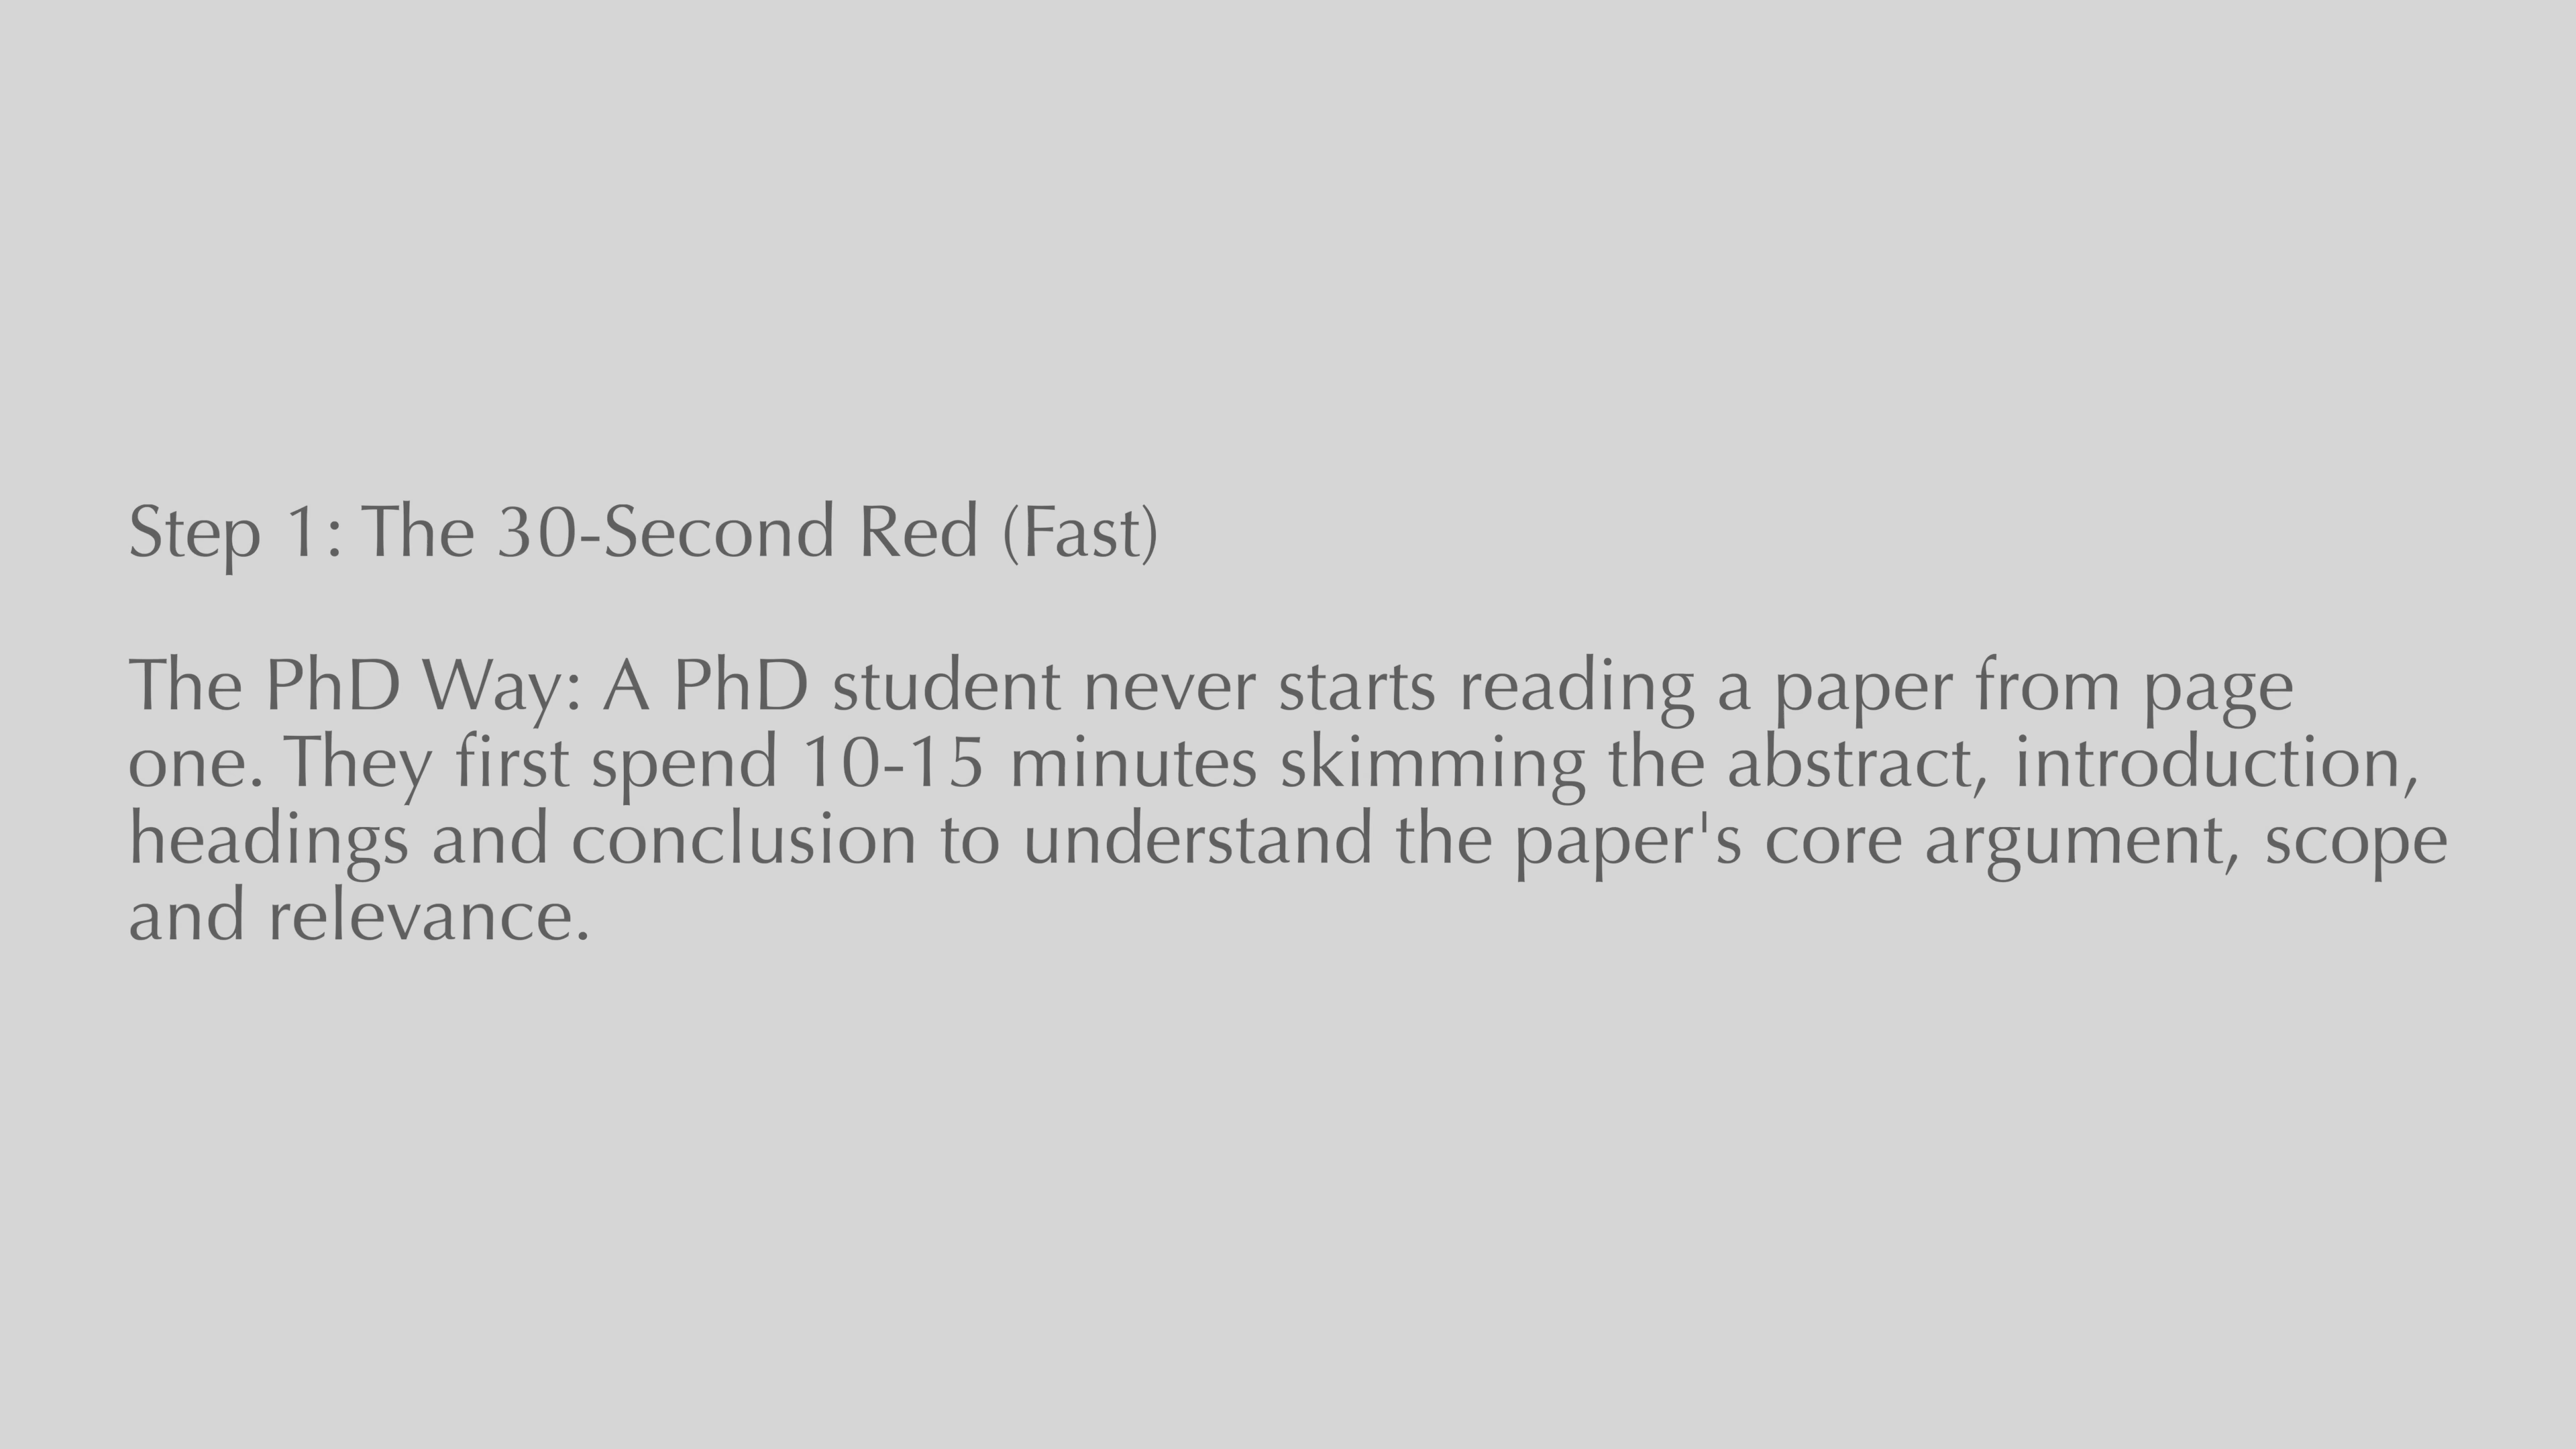 Step 1: The 30-Second Red (Fast)
The PhD Way: A PhD student never starts reading a paper from page
one. They first spend 10-15 minutes skimming the abstract, introduction,
headings and conclusion to understand the paper's core argument, scope
and relevance.